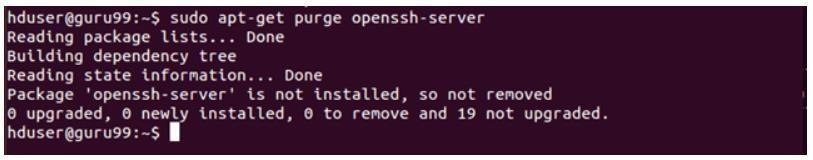 hduser@guru99:~$ sudo apt-get purge openssh-server
Reading package lists... Done
Building dependency tree
Reading state information... Done
Package 'openssh-server' is not installed, so not removed
0 upgraded, 0 newly installed, 0 to remove and 19 not upgraded.
hduser@guru99:~$